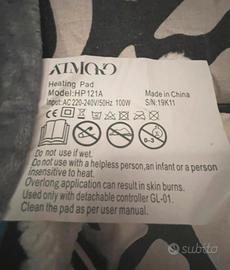 Heating Pad
Model:HP121A
Made in China
Input: AC 220-240V/50Hz 100W
S/N:19K11
Do not use if wet.
Do not use with a helpless person,an infant or a person
insensitive to heat.
Overlong application can result in skin burns.
Used only with detachable controller GL-01.
Clean the pad as per user manual.
subito